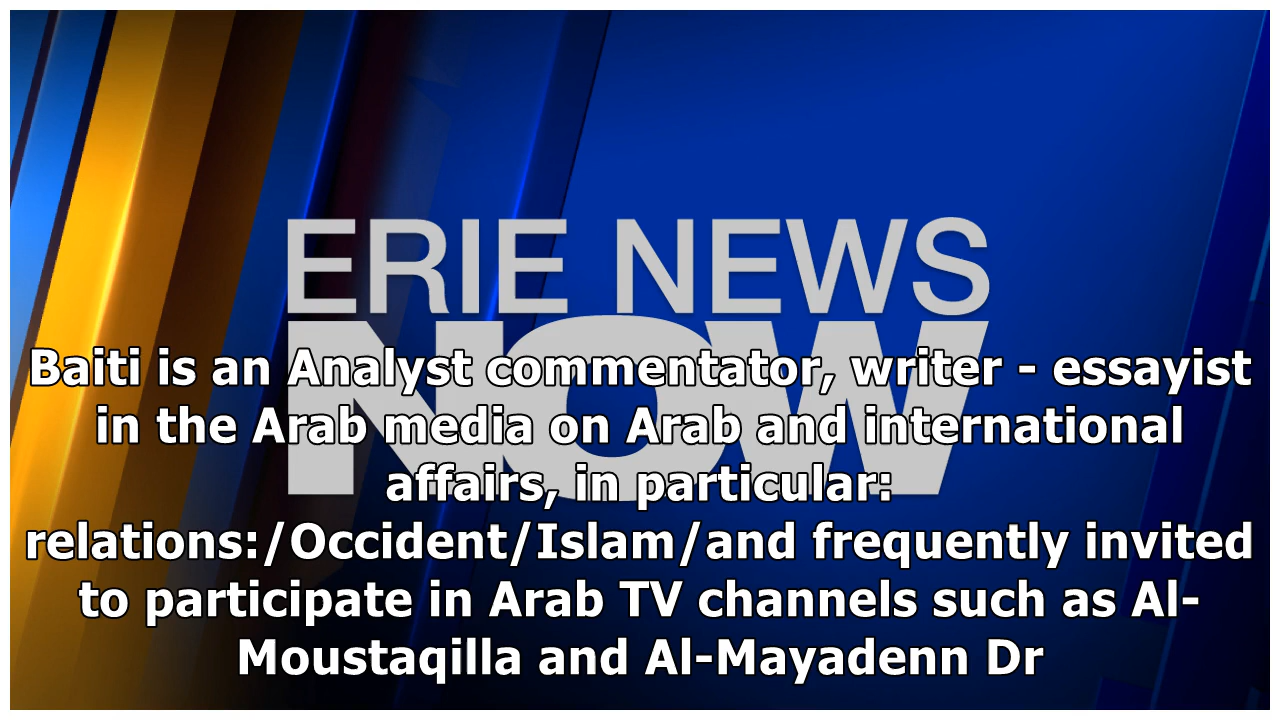 ERIE NEWS
NOW
Baiti is an Analyst commentator, writer - essayist
in the Arab media on Arab and international
affairs, in particular:
relations:/Occident/Islam/and frequently invited
to participate in Arab TV channels such as Al-
Moustaqilla and Al-Mayadenn Dr